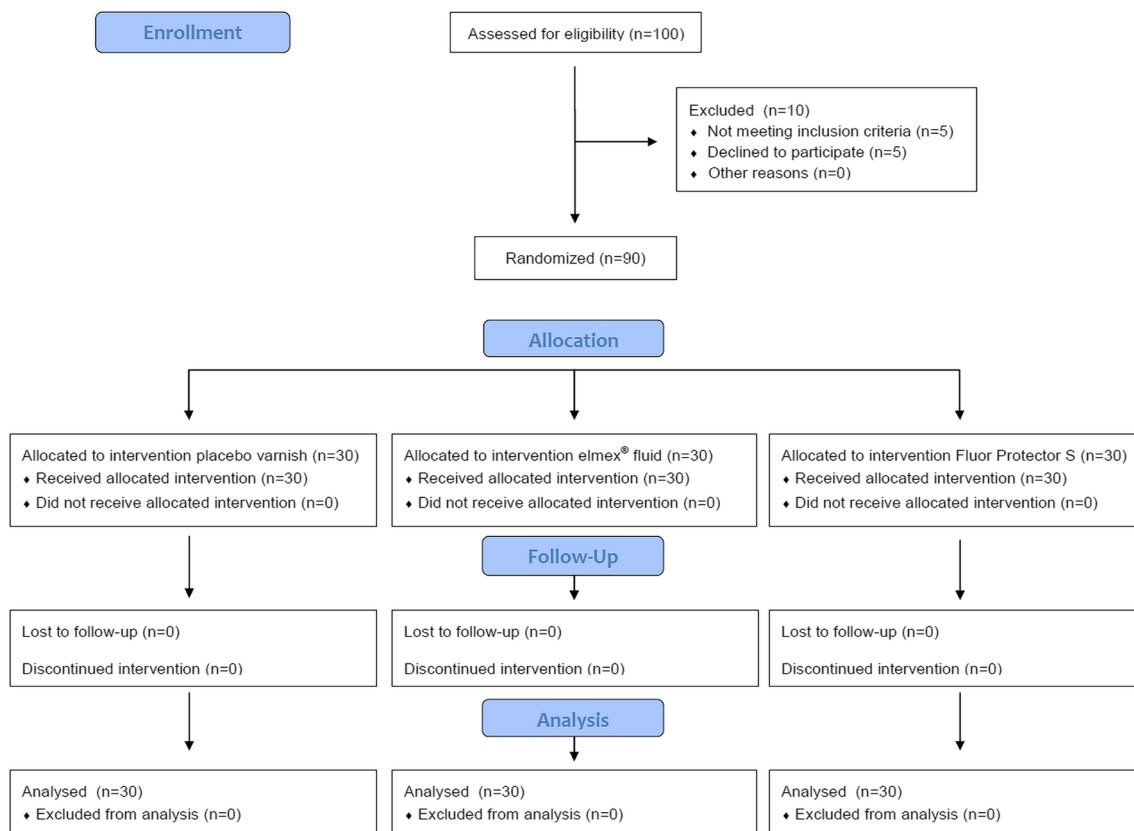 Enrollment
Assessed for eligibility (n=100)
Excluded (n=10)
♦ Not meeting inclusion criteria (n=5)
♦ Declined to participate (n=5)
♦ Other reasons (n=0)
Randomized (n=90)
Allocation
Allocated to intervention placebo varnish (n=30)
♦ Received allocated intervention (n=30)
♦ Did not receive allocated intervention (n=0)
Allocated to intervention elmex® fluid (n=30)
♦ Received allocated intervention (n=30)
♦ Did not receive allocated intervention (n=0)
Allocated to intervention Fluor Protector S (n=30)
♦ Received allocated intervention (n=30)
♦ Did not receive allocated intervention (n=0)
Follow-Up
Lost to follow-up (n=0)
Discontinued intervention (n=0)
Lost to follow-up (n=0)
Discontinued intervention (n=0)
Lost to follow-up (n=0)
Discontinued intervention (n=0)
Analysis
Analysed (n=30)
♦ Excluded from analysis (n=0)
Analysed (n=30)
♦ Excluded from analysis (n=0)
Analysed (n=30)
♦ Excluded from analysis (n=0)